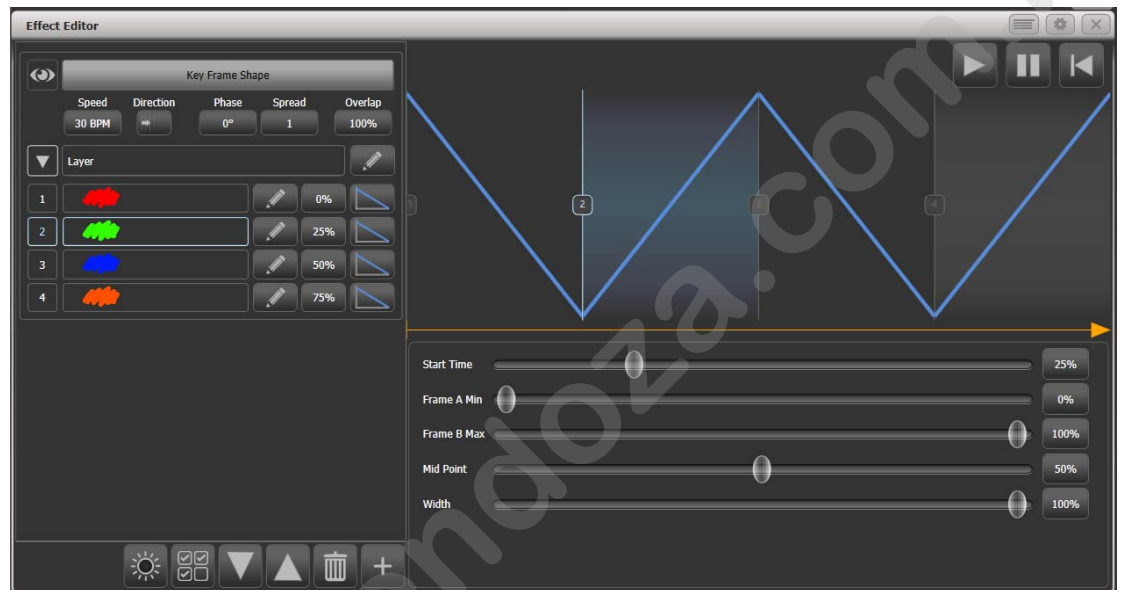 Effect Editor
Key Frame Shape
Speed Direction Phase Spread Overlap
30 BPM 0° 1 100%
Layer
1 0%
2 25%
3 50%
4 75%
1 2 3 4
Start Time 25%
Frame A Min 0%
Frame B Max 100%
Mid Point 50%
Width 100%